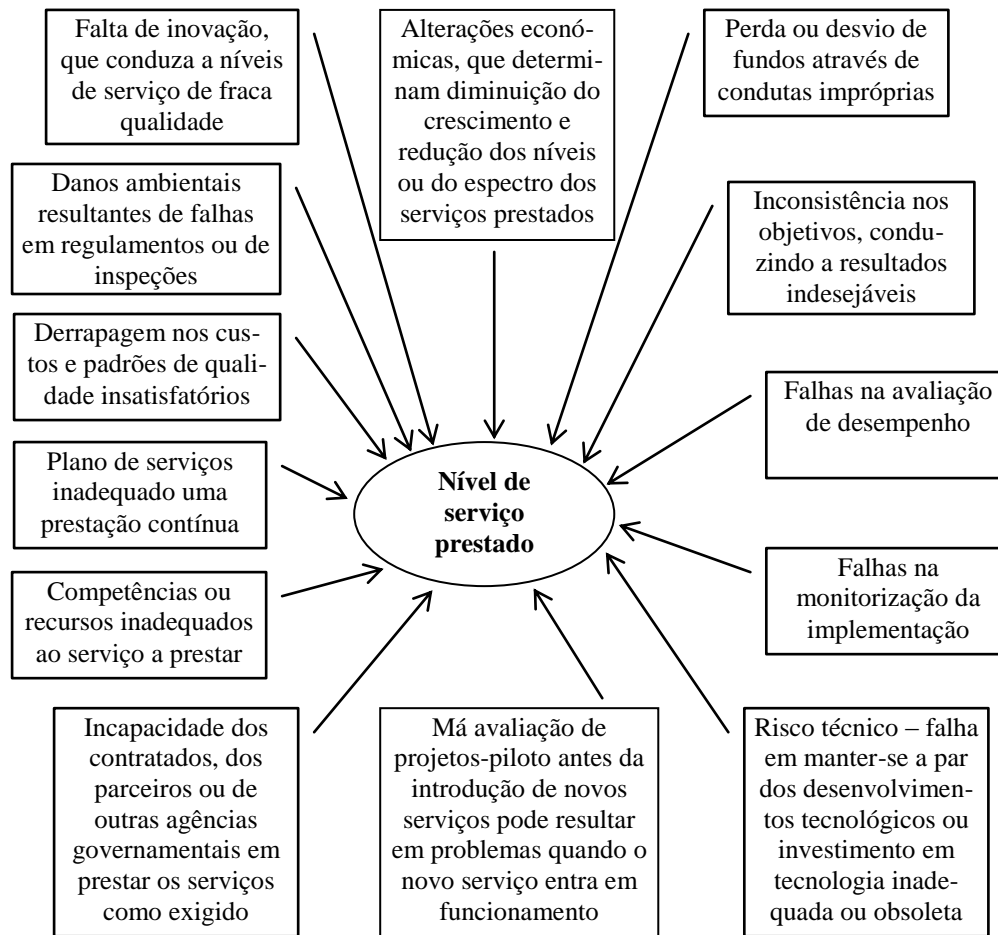 Falta de inovação,
que conduza a níveis
de serviço de fraca
qualidade
Alterações econó-
micas, que determi-
nam diminuição do
crescimento e
redução dos níveis
ou do espectro dos
serviços prestados
Perda ou desvio de
fundos através de
condutas impróprias
Danos ambientais
resultantes de falhas
em regulamentos ou de
inspeções
Inconsistência nos
objetivos, condu-
zindo a resultados
indesejáveis
Derrapagem nos cus-
tos e padrões de quali-
dade insatisfatórios
Falhas na avaliação
de desempenho
Plano de serviços
inadequado uma
prestação contínua
Nível de
serviço
prestado
Competências ou
recursos inadequados
ao serviço a prestar
Falhas na
monitorização da
implementação
Incapacidade dos
contratados, dos
parceiros ou de
outras agências
governamentais em
prestar os serviços
como exigido
Má avaliação de
projetos-piloto antes da
introdução de novos
serviços pode resultar
em problemas quando o
novo serviço entra em
funcionamento
Risco técnico – falha
em manter-se a par
dos desenvolvimen-
tos tecnológicos ou
investimento em
tecnologia inade-
quada ou obsoleta